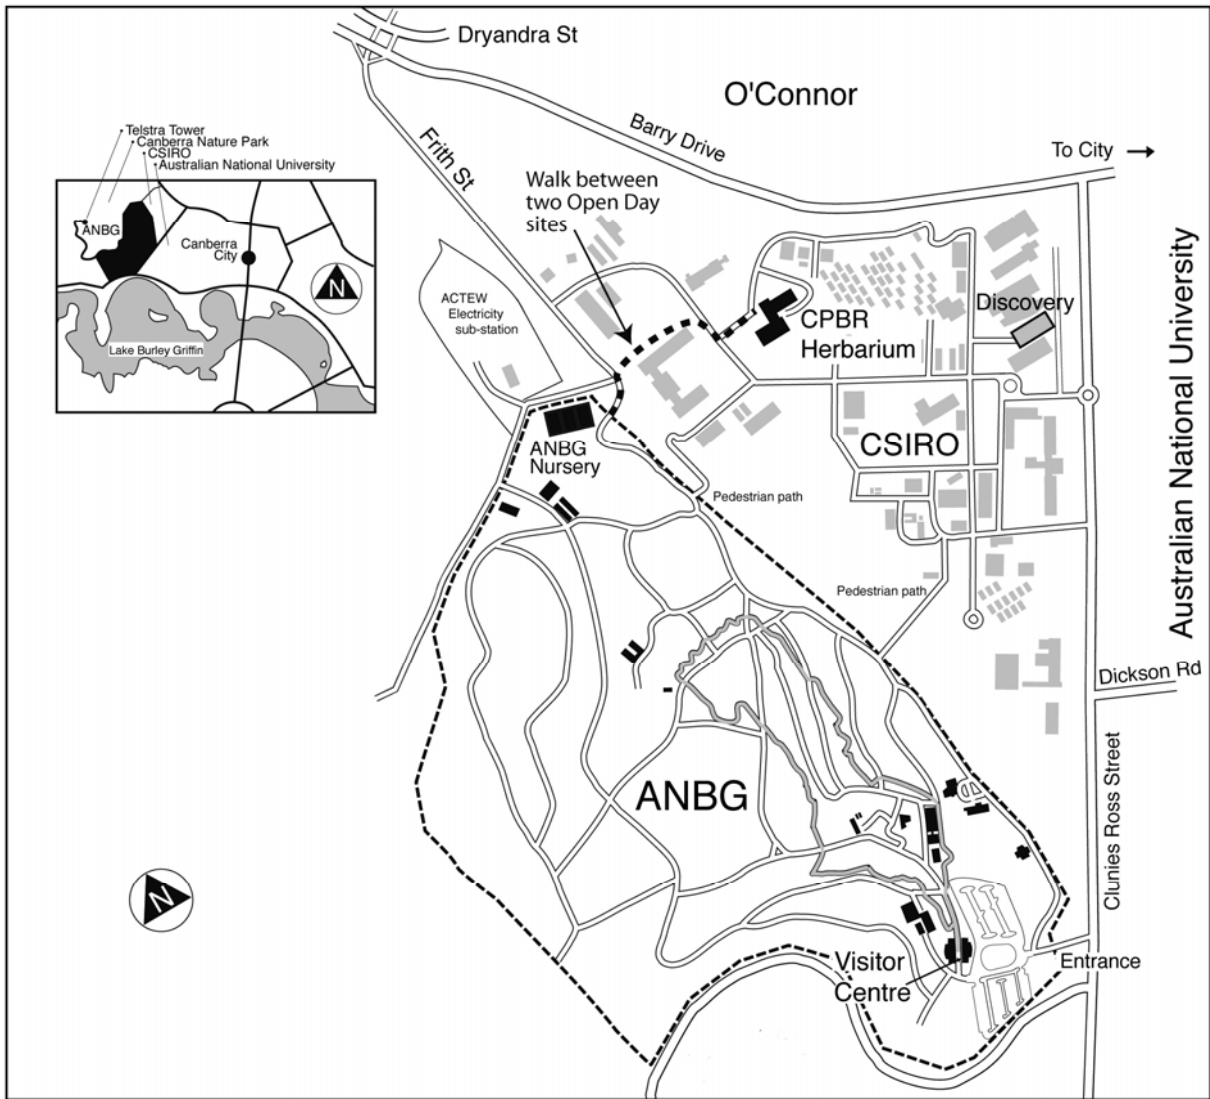 Dryandra St
O'Connor
Barry Drive
To City
Telstra Tower
Canberra Nature Park
CSIRO
Australian National University
Frith St
Walk between
two Open Day
sites
ANBG
Canberra
City
N
Lake Burley Griffin
ACTEW
Electricity
sub-station
Discovery
CPBR
Herbarium
Australian National University
ANBG
Nursery
CSIRO
Pedestrian path
Pedestrian path
Dickson Rd
ANBG
Clunies Ross Street
N
Visitor
Centre
Entrance